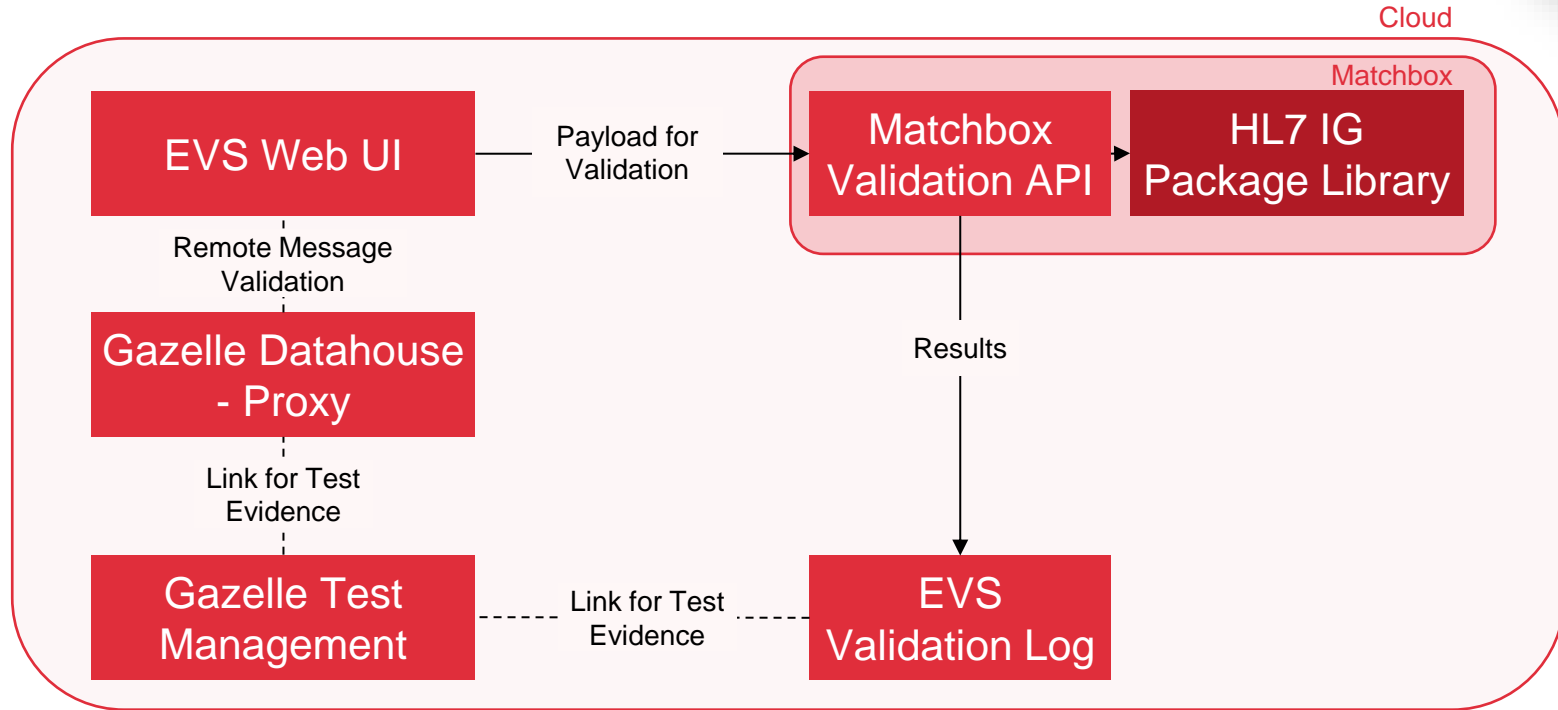 Cloud
Matchbox
EVS Web UI
Payload for
Validation
Matchbox
Validation API
HL7 IG
Package Library
Remote Message
Validation
Gazelle Datahouse
- Proxy
Results
Link for Test
Evidence
Gazelle Test
Management
Link for Test
Evidence
EVS
Validation Log